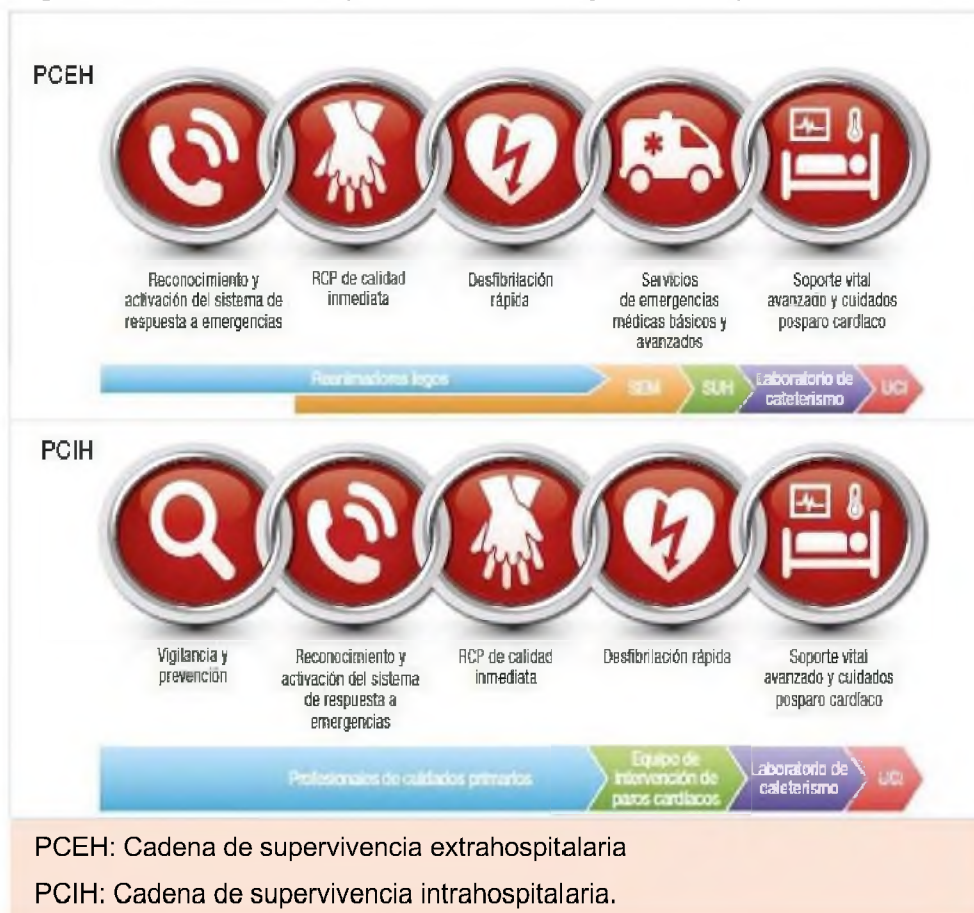 PCEH
Reconocimiento y
activación del sistema de
respuesta a emergencias
RCP de calidad
inmediata
Desfibrilación
rápida
Servicios
de emergencias
médicas básicos y
avanzados
Soporte vital
avanzado y cuidados
posparo cardíaco
Reanimadores legos
SEM
SUH
Laboratorio de
cateterismo
UCI
PCIH
Vigilancia y
prevención
Reconocimiento y
activación del sistema
de respuesta a
emergencias
RCP de calidad
inmediata
Desfibrilación rápida
Soporte vital
avanzado y cuidados
posparo cardíaco
Profesionales de cuidados primarios
Equipo de
intervención de
paros cardíacos
Laboratorio de
cateterismo
UCI
PCEH: Cadena de supervivencia extrahospitalaria
PCIH: Cadena de supervivencia intrahospitalaria.